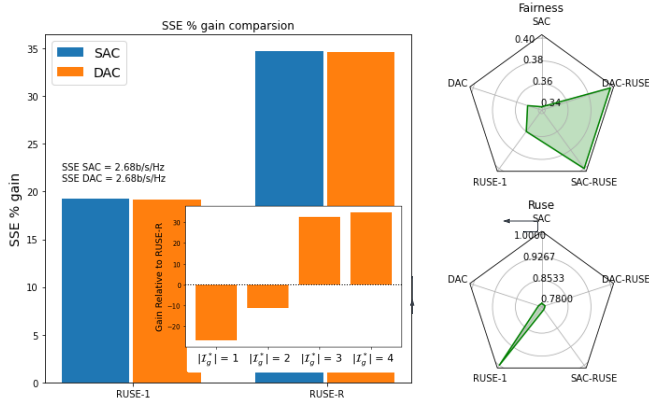 SSE % gain comparsion
SSE % gain
35
30
25
20
15
10
5
0
SAC
DAC
SSE SAC = 2.68b/s/Hz
SSE DAC = 2.68b/s/Hz
RUSE-1
RUSE-R
Gain Relative to RUSE-R
30
20
10
0
−10
−20
|I*g| = 1
|I*g| = 2
|I*g| = 3
|I*g| = 4
Fairness
SAC
0.40
0.38
0.36
0.34
DAC
DAC-RUSE
RUSE-1
SAC-RUSE
Ruse
SAC
1.0000
0.9267
0.8533
0.7800
DAC
DAC-RUSE
RUSE-1
SAC-RUSE